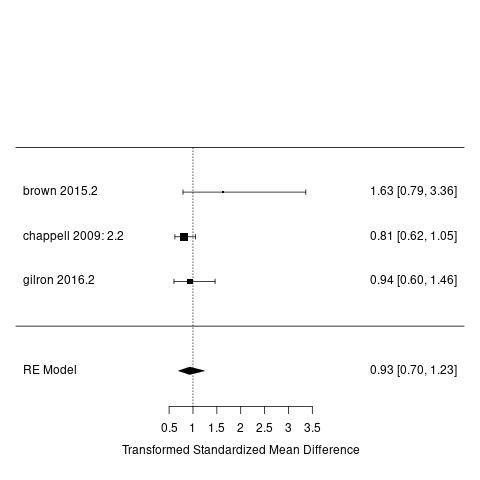 brown 2015.2 1.63 [0.79, 3.36]
chappell 2009: 2.2 0.81 [0.62, 1.05]
gilron 2016.2 0.94 [0.60, 1.46]
RE Model 0.93 [0.70, 1.23]
0.5 1 1.5 2 2.5 3 3.5
Transformed Standardized Mean Difference